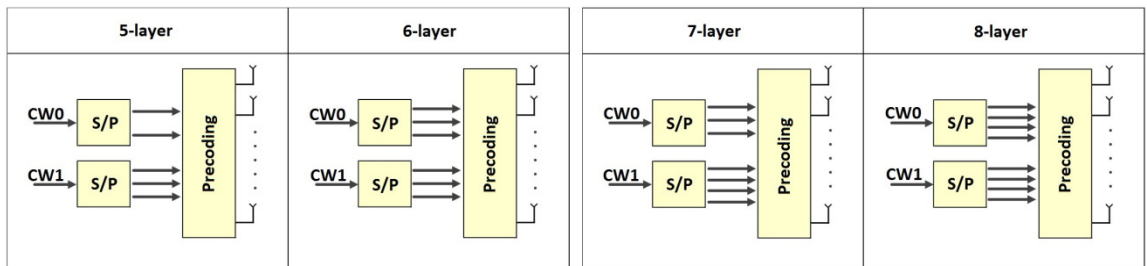 5-layer
6-layer
7-layer
8-layer
CW0
S/P
CW1
S/P
Precoding
CW0
S/P
CW1
S/P
Precoding
CW0
S/P
CW1
S/P
Precoding
CW0
S/P
CW1
S/P
Precoding